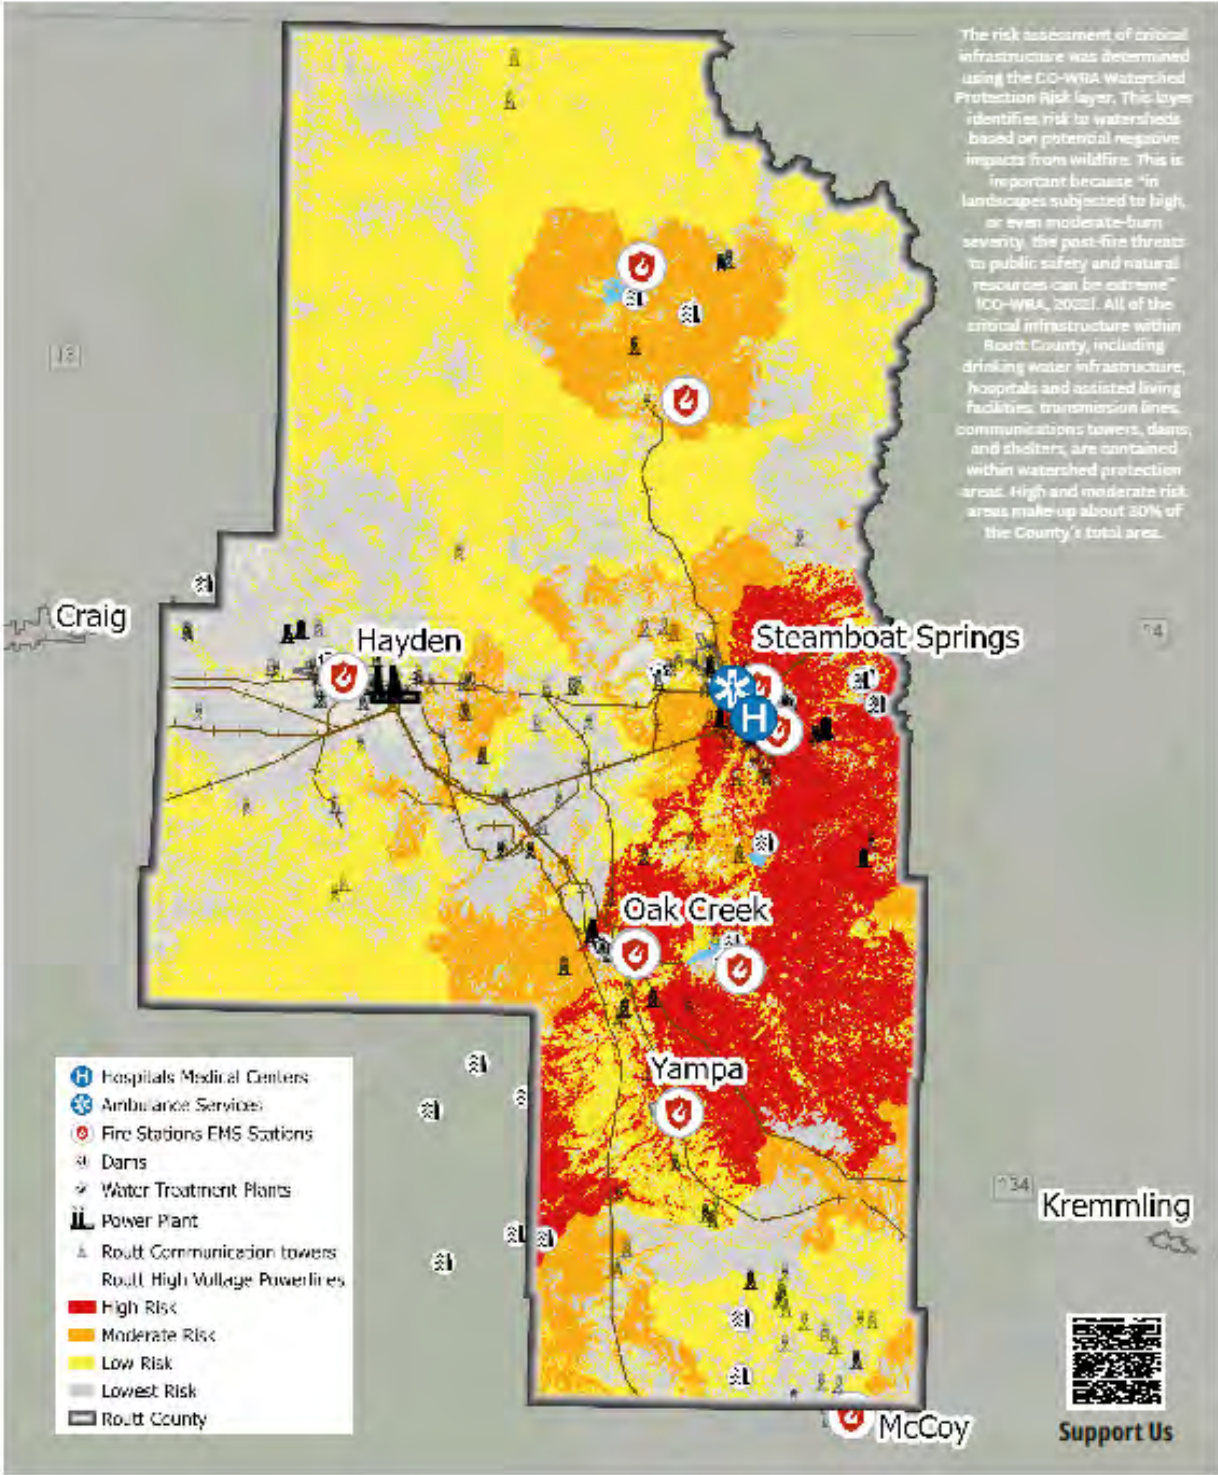 The risk assessment of critical
infrastructure was determined
using the CO-WRA Watershed
Protection Risk layer. This layer
identifies risk to watersheds
based on potential negative
impacts from wildfire. This is
important because "in
landscapes subjected to high,
or even moderate-burn
severity, the post-fire threats
to public safety and natural
resources can be extreme"
(CO-WRA, 2022). All of the
critical infrastructure within
Routt County, including
drinking water infrastructure,
hospitals and assisted living
facilities, transmission lines,
communications towers, dams,
and shelters, are contained
within watershed protection
areas. High and moderate risk
areas make up about 30% of
the County's total area.
13
Craig
Hayden
Steamboat Springs
14
H
Oak Creek
Yampa
134
Kremmling
McCoy
H Hospitals Medical Centers
Ambulance Services
Fire Stations EMS Stations
Dams
Water Treatment Plants
Power Plant
Routt Communication towers
Routt High Voltage Powerlines
High Risk
Moderate Risk
Low Risk
Lowest Risk
Routt County
Support Us